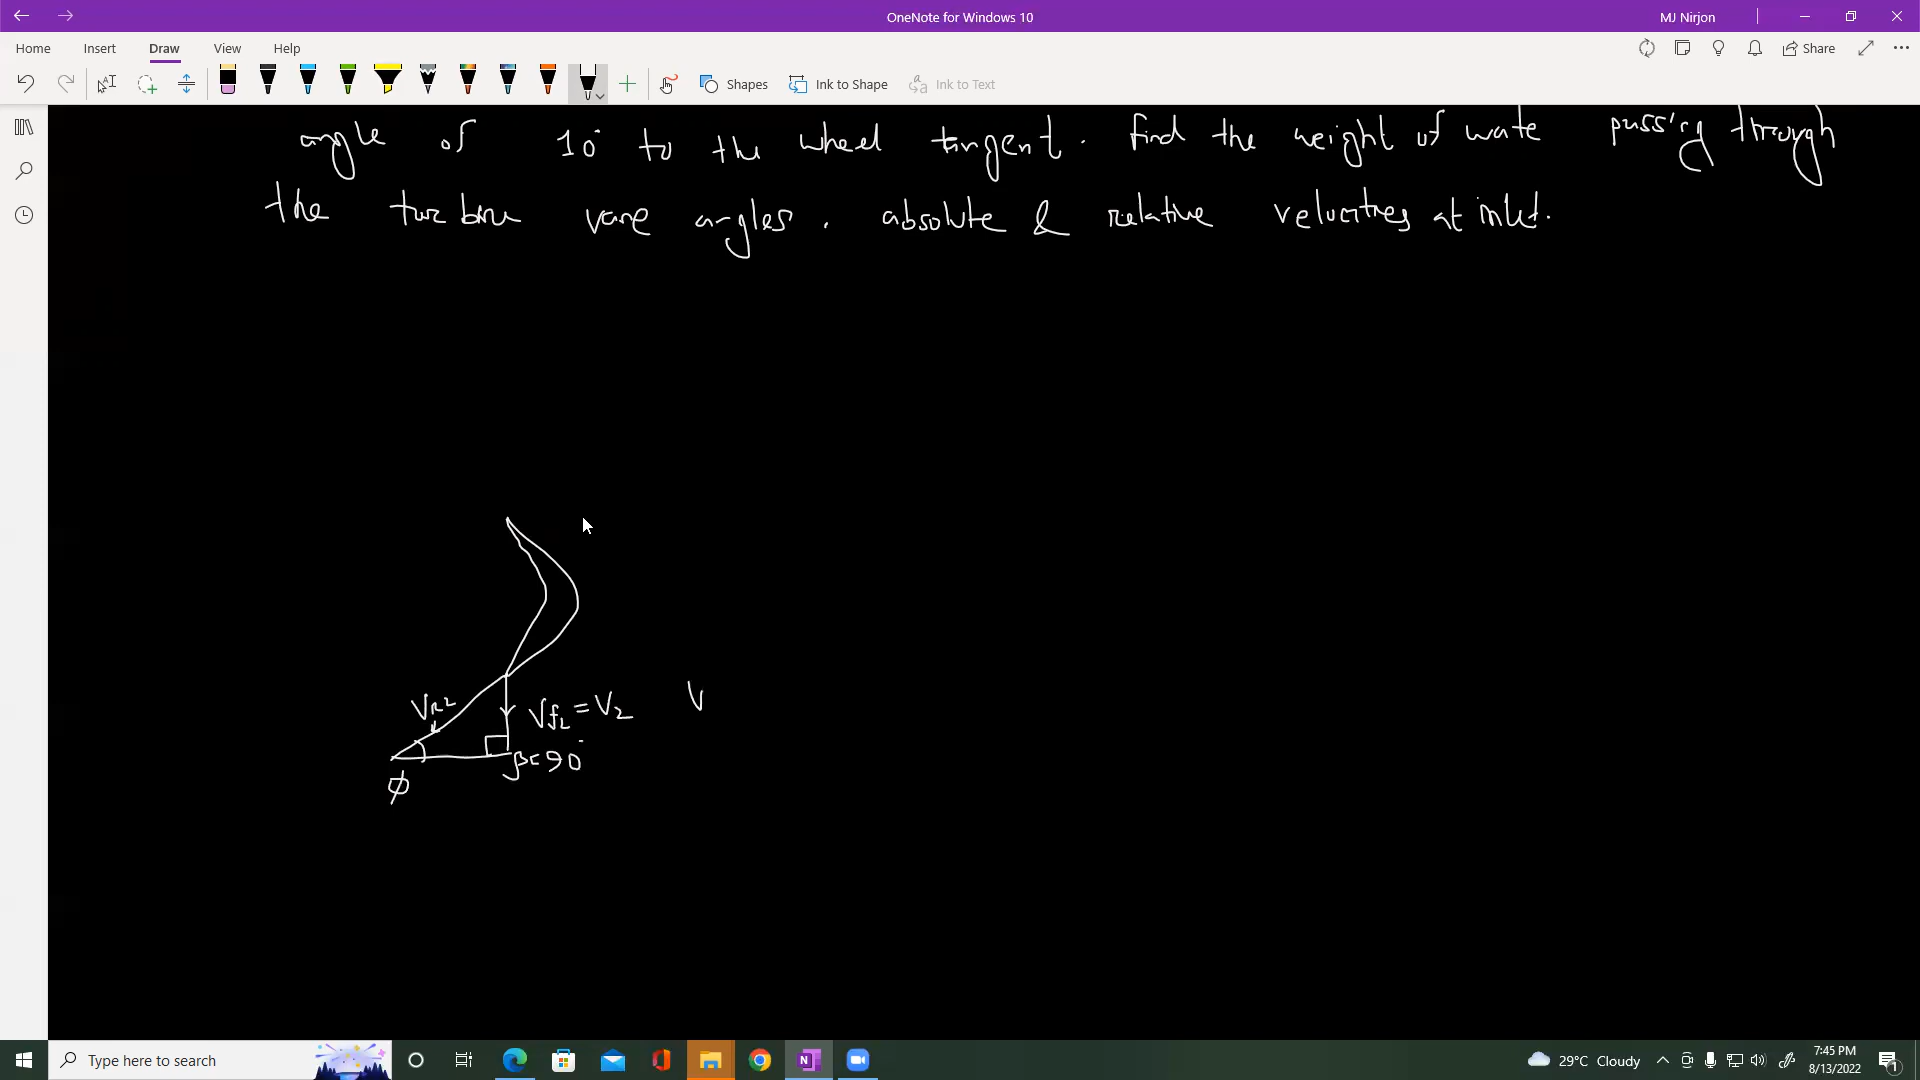 OneNote for Windows 10
MJ Nirjon
Home Insert Draw View Help
Share
Shapes
Ink to Shape
Ink to Text
angle of 10° to the wheel tangent. find the weight of wate passing through
the turbine vane angles. absolute & relative velocities at inlet.
VR2
Vf2 = V2
V
β=90°
Φ
Type here to search
29°C Cloudy
7:45 PM
8/13/2022
1